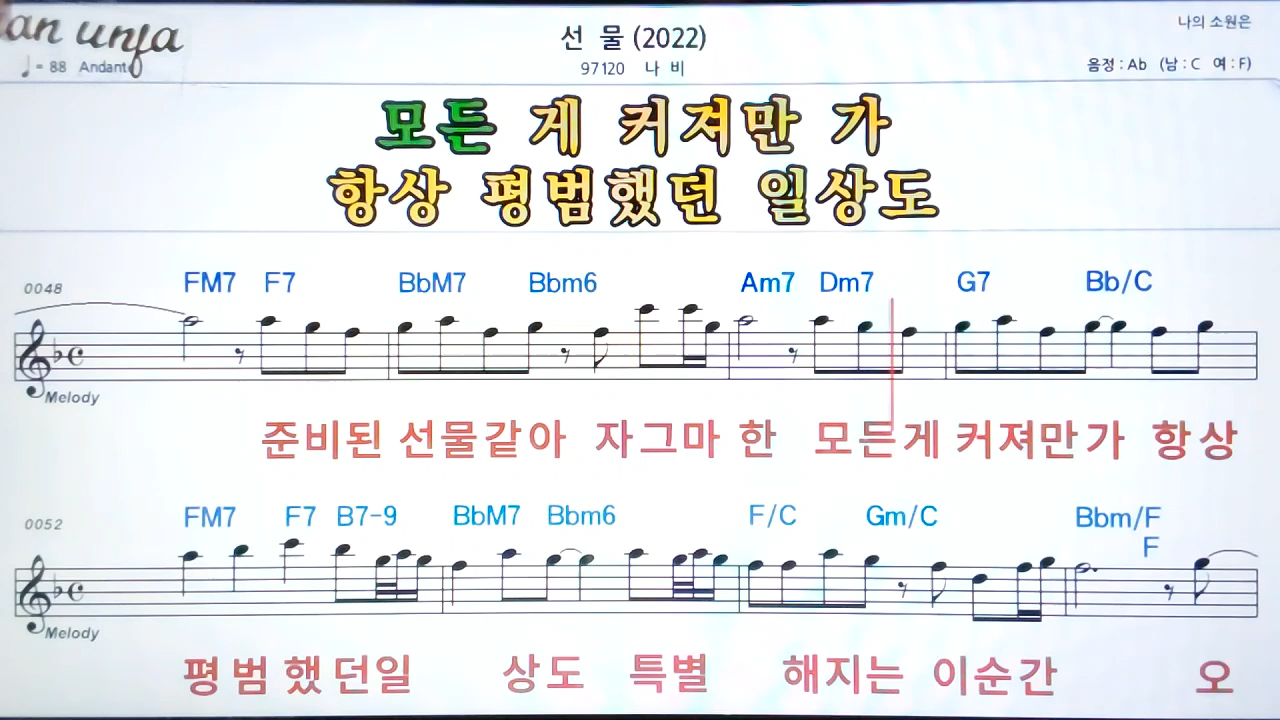 an unfa
선 물 (2022)
나의 소원은
♩= 88 Andante
97120 나 비
음정 : Ab (남 : C 여 : F)
모든 게 커져만 가
항상 평범했던 일상도
0048
FM7 F7 BbM7 Bbm6 Am7 Dm7 G7 Bb/C
Melody
준비된 선물같아 자그마 한 모든게 커져만가 항상
0052
FM7 F7 B7-9 BbM7 Bbm6 F/C Gm/C Bbm/F
F
Melody
평범했던일 상도 특별 해지는 이순간 오